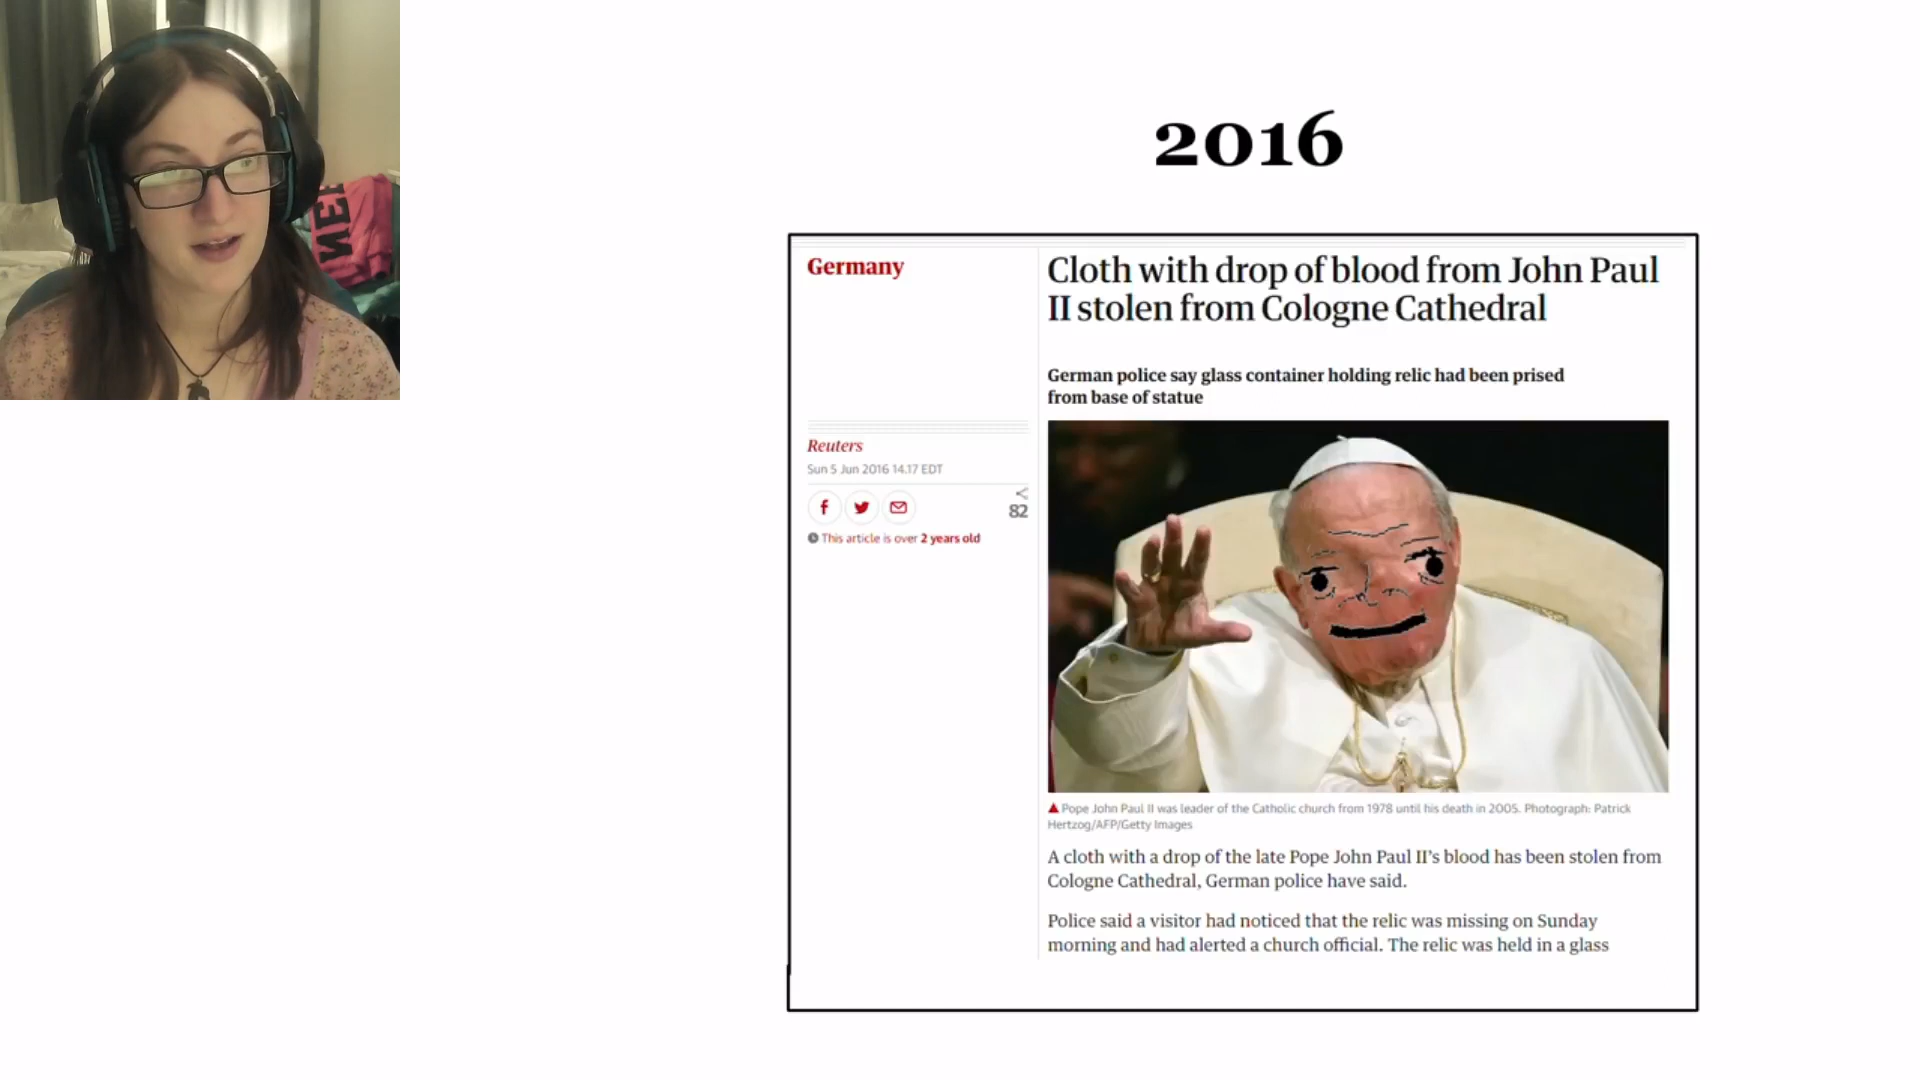 2016
Germany
Cloth with drop of blood from John Paul
II stolen from Cologne Cathedral
German police say glass container holding relic had been prised
from base of statue
Reuters
Sun 5 Jun 2016 14.17 EDT
82
This article is over 2 years old
Pope John Paul II was leader of the Catholic church from 1978 until his death in 2005. Photograph: Patrick
Hertzog/AFP/Getty Images
A cloth with a drop of the late Pope John Paul II's blood has been stolen from
Cologne Cathedral, German police have said.
Police said a visitor had noticed that the relic was missing on Sunday
morning and had alerted a church official. The relic was held in a glass